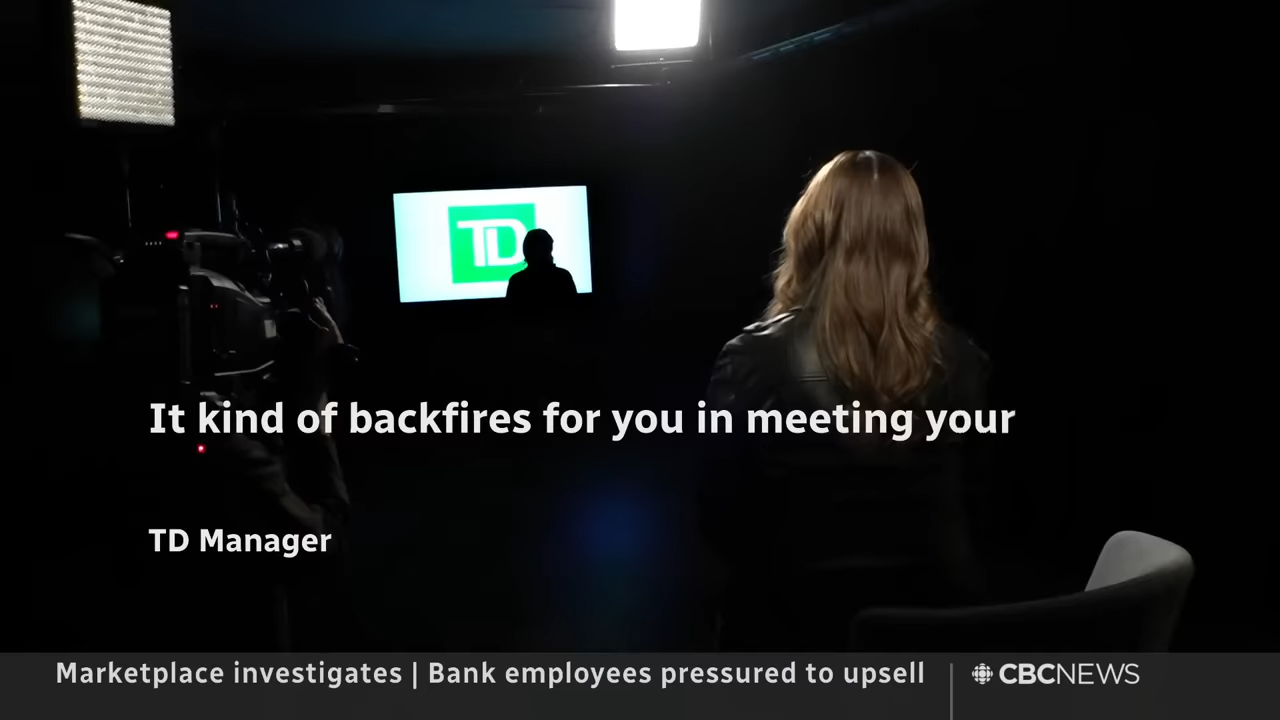 TD
It kind of backfires for you in meeting your
TD Manager
Marketplace investigates | Bank employees pressured to upsell
CBCNEWS